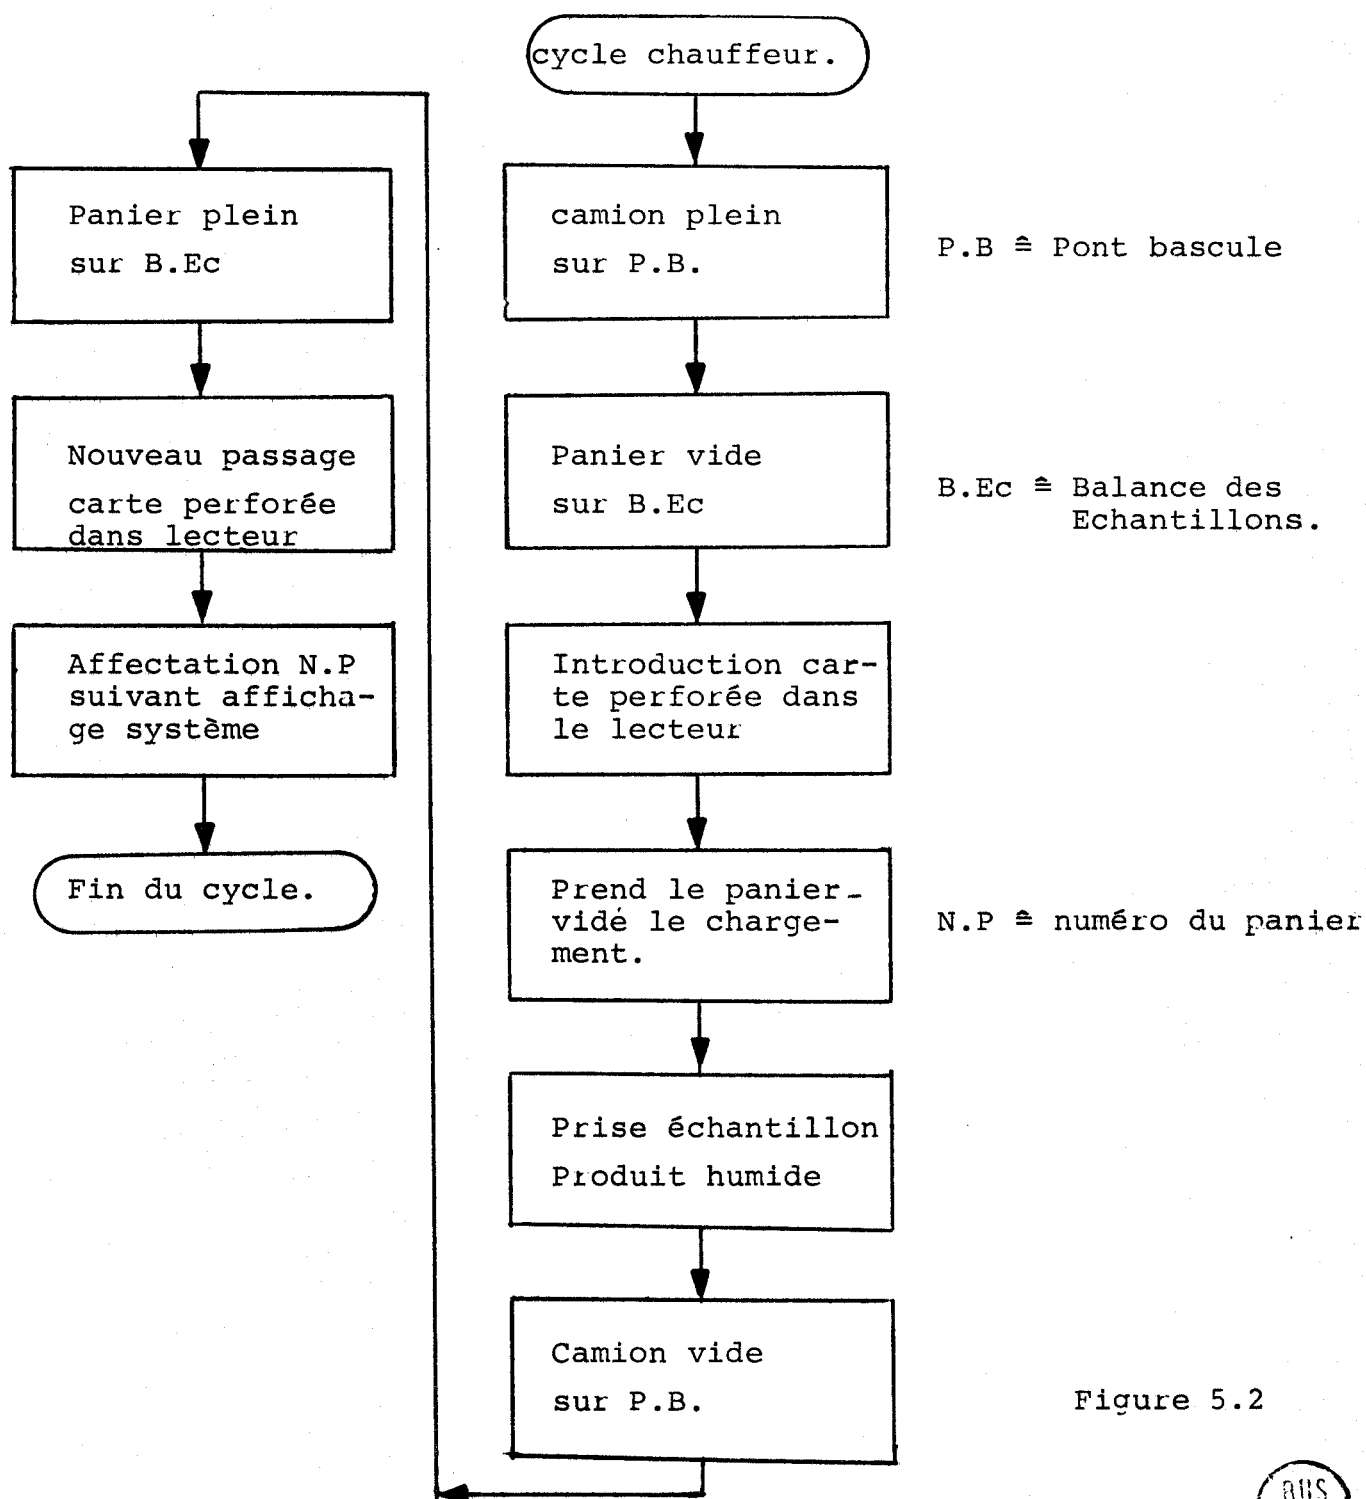 cycle chauffeur.
camion plein
sur P.B.
P.B ≙ Pont bascule
Panier vide
sur B.Ec
B.Ec ≙ Balance des
Echantillons.
Introduction car-
te perforée dans
le lecteur
Prend le panier
vidé le charge-
ment.
N.P ≙ numéro du panier
Prise échantillon
Produit humide
Camion vide
sur P.B.
Panier plein
sur B.Ec
Nouveau passage
carte perforée
dans lecteur
Affectation N.P
suivant afficha-
ge système
Fin du cycle.
Figure 5.2